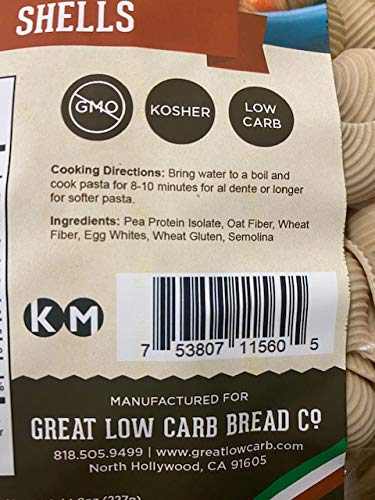 SHELLS
GMO
KOSHER
LOW
CARB
Cooking Directions: Bring water to a boil and
cook pasta for 8-10 minutes for al dente or longer
for softer pasta.
Ingredients: Pea Protein Isolate, Oat Fiber, Wheat
Fiber, Egg Whites, Wheat Gluten, Semolina
K M
7 53807 11560 5
MANUFACTURED FOR
GREAT LOW CARB BREAD Cº
818.505.9499 | www.greatlowcarb.com
North Hollywood, CA 91605
(227g)